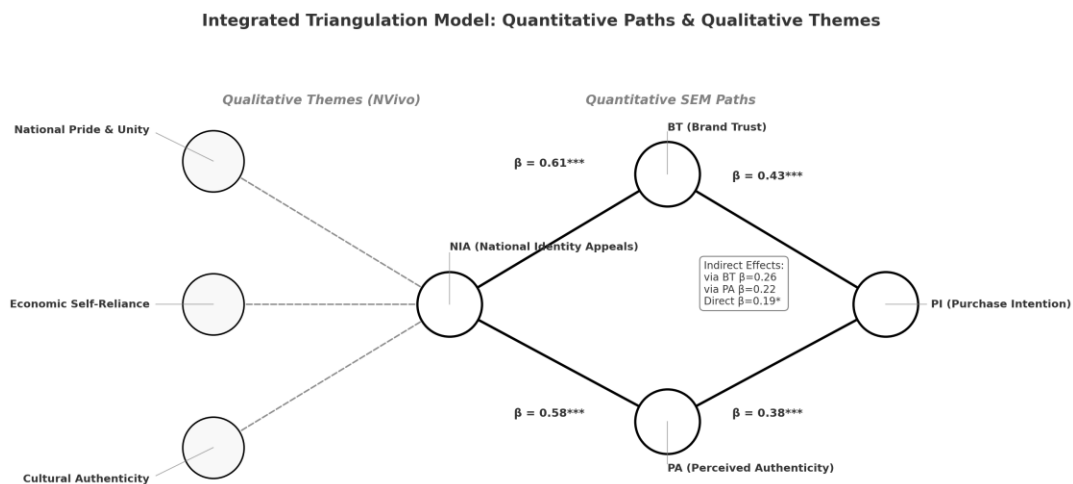 Integrated Triangulation Model: Quantitative Paths & Qualitative Themes
Qualitative Themes (NVivo)
Quantitative SEM Paths
National Pride & Unity
BT (Brand Trust)
β = 0.61***
β = 0.43***
NIA (National Identity Appeals)
Indirect Effects:
via BT β=0.26
via PA β=0.22
Direct β=0.19*
Economic Self-Reliance
PI (Purchase Intention)
β = 0.58***
β = 0.38***
PA (Perceived Authenticity)
Cultural Authenticity